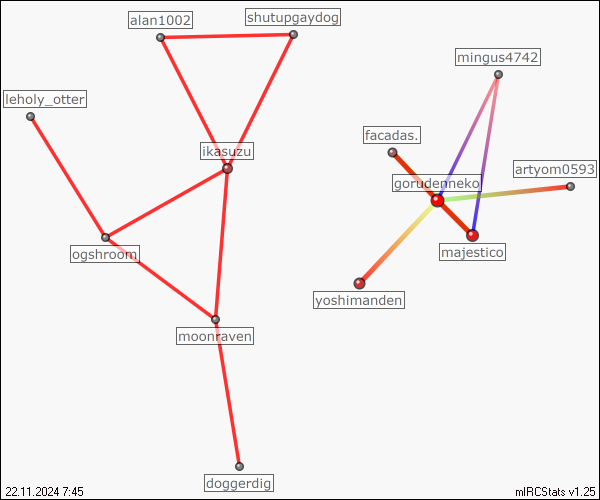 alan1002
shutupgaydog
mingus4742
leholy_otter
facadas.
ikasuzu
artyom0593
gorudenneko
ogshroom
majestico
yoshimanden
moonraven
doggerdig
22.11.2024 7:45
mIRCStats v1.25